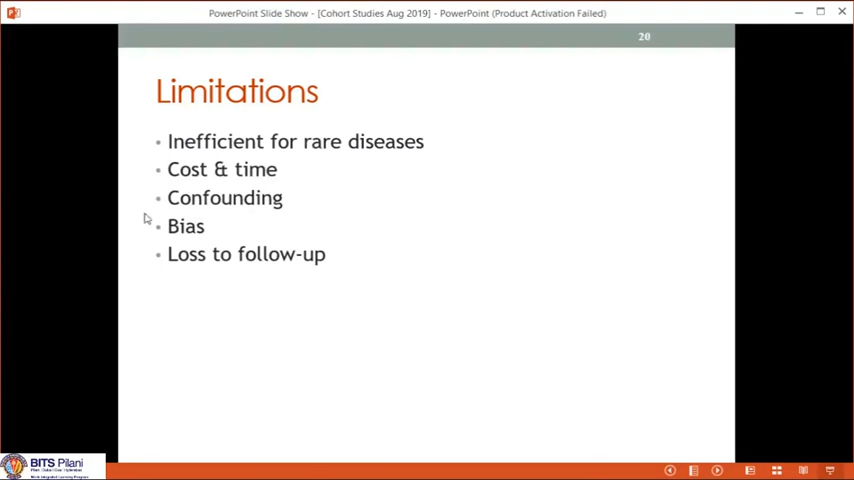 PowerPoint Slide Show - [Cohort Studies Aug 2019] - PowerPoint (Product Activation Failed)
20
Limitations
• Inefficient for rare diseases
• Cost & time
• Confounding
• Bias
• Loss to follow-up
BITS Pilani